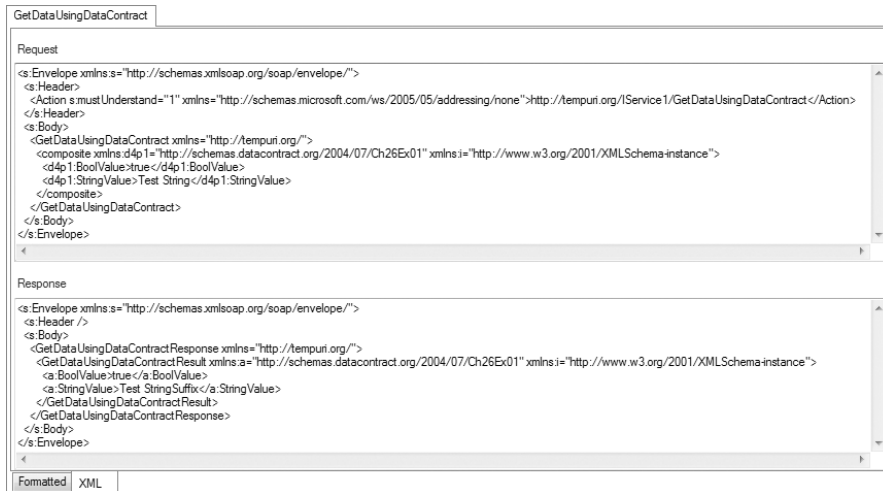 GetDataUsingDataContract
Request
<s:Envelope xmlns:s="http://schemas.xmlsoap.org/soap/envelope/">
<s:Header>
<Action s:mustUnderstand="1" xmlns="http://schemas.microsoft.com/ws/2005/05/addressing/none">http://tempuri.org/IService1/GetDataUsingDataContract</Action>
</s:Header>
<s:Body>
<GetDataUsingDataContract xmlns="http://tempuri.org/">
<composite xmlns:d4p1="http://schemas.datacontract.org/2004/07/Ch26Ex01" xmlns:i="http://www.w3.org/2001/XMLSchema-instance">
<d4p1:BoolValue>true</d4p1:BoolValue>
<d4p1:StringValue>Test String</d4p1:StringValue>
</composite>
</GetDataUsingDataContract>
</s:Body>
</s:Envelope>
Response
<s:Envelope xmlns:s="http://schemas.xmlsoap.org/soap/envelope/">
<s:Header />
<s:Body>
<GetDataUsingDataContractResponse xmlns="http://tempuri.org/">
<GetDataUsingDataContractResult xmlns:a="http://schemas.datacontract.org/2004/07/Ch26Ex01" xmlns:i="http://www.w3.org/2001/XMLSchema-instance">
<a:BoolValue>true</a:BoolValue>
<a:StringValue>Test StringSuffix</a:StringValue>
</GetDataUsingDataContractResult>
</GetDataUsingDataContractResponse>
</s:Body>
</s:Envelope>
Formatted XML